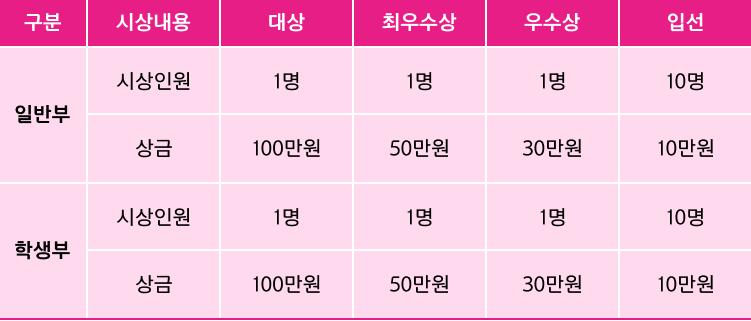 구분 시상내용 대상 최우수상 우수상 입선
일반부 시상인원 1명 1명 1명 10명
상금 100만원 50만원 30만원 10만원
학생부 시상인원 1명 1명 1명 10명
상금 100만원 50만원 30만원 10만원